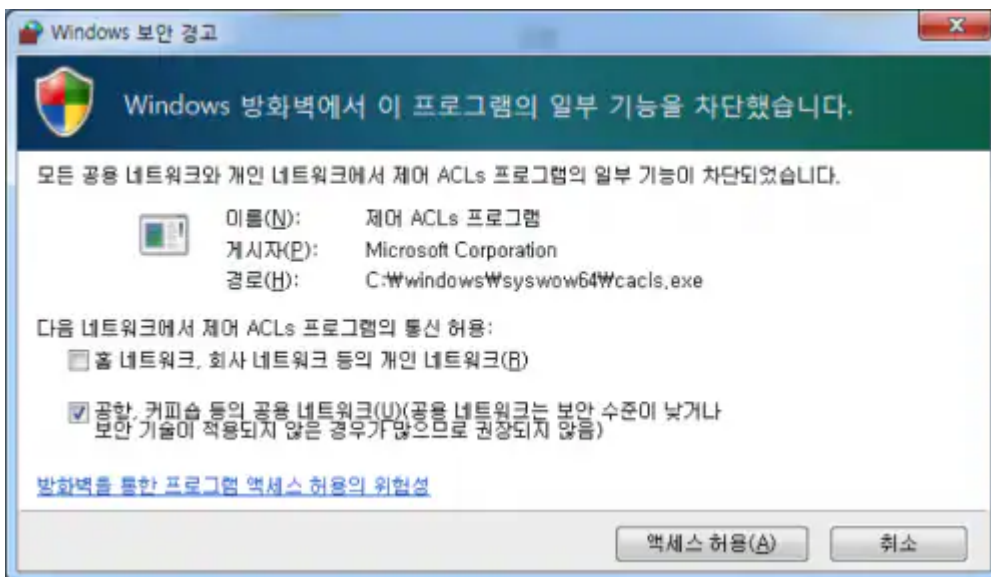 Windows 보안 경고
Windows 방화벽에서 이 프로그램의 일부 기능을 차단했습니다.
모든 공용 네트워크와 개인 네트워크에서 제어 ACLs 프로그램의 일부 기능이 차단되었습니다.
이름(N): 제어 ACLs 프로그램
게시자(P): Microsoft Corporation
경로(H): C:₩windows₩syswow64₩cacls.exe
다음 네트워크에서 제어 ACLs 프로그램의 통신 허용:
홈 네트워크, 회사 네트워크 등의 개인 네트워크(R)
공항, 커피숍 등의 공용 네트워크(U)(공용 네트워크는 보안 수준이 낮거나
보안 기술이 적용되지 않은 경우가 많으므로 권장되지 않음)
방화벽을 통한 프로그램 액세스 허용의 위험성
액세스 허용(A) 취소